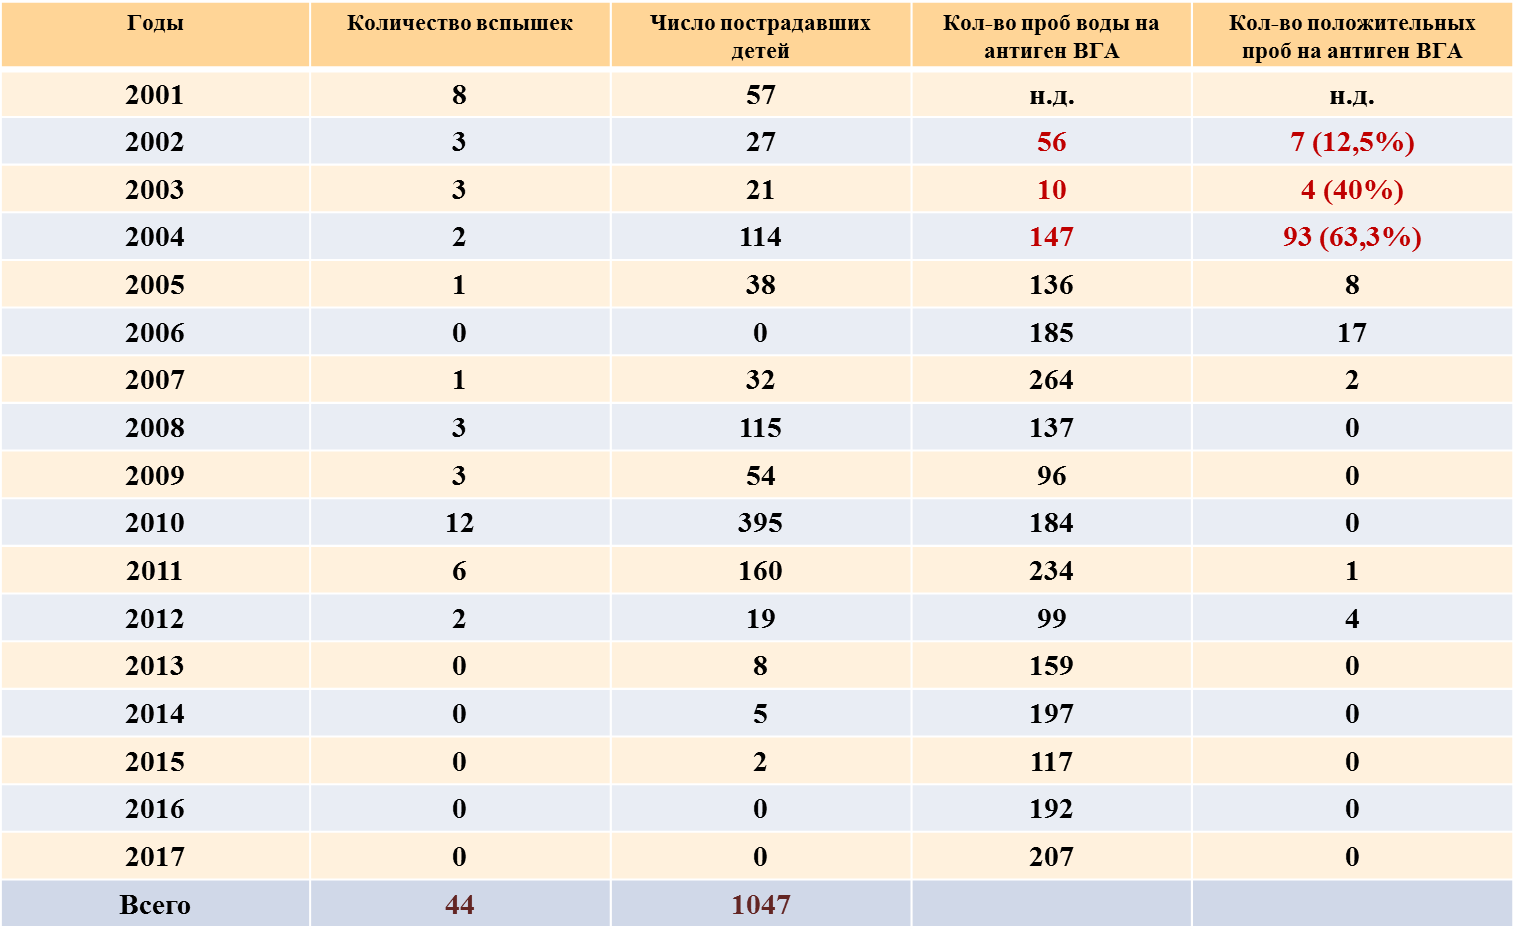 Годы Количество вспышек Число пострадавших детей Кол-во проб воды на антиген ВГА Кол-во положительных проб на антиген ВГА
2001 8 57 н.д. н.д.
2002 3 27 56 7 (12,5%)
2003 3 21 10 4 (40%)
2004 2 114 147 93 (63,3%)
2005 1 38 136 8
2006 0 0 185 17
2007 1 32 264 2
2008 3 115 137 0
2009 3 54 96 0
2010 12 395 184 0
2011 6 160 234 1
2012 2 19 99 4
2013 0 8 159 0
2014 0 5 197 0
2015 0 2 117 0
2016 0 0 192 0
2017 0 0 207 0
Всего 44 1047